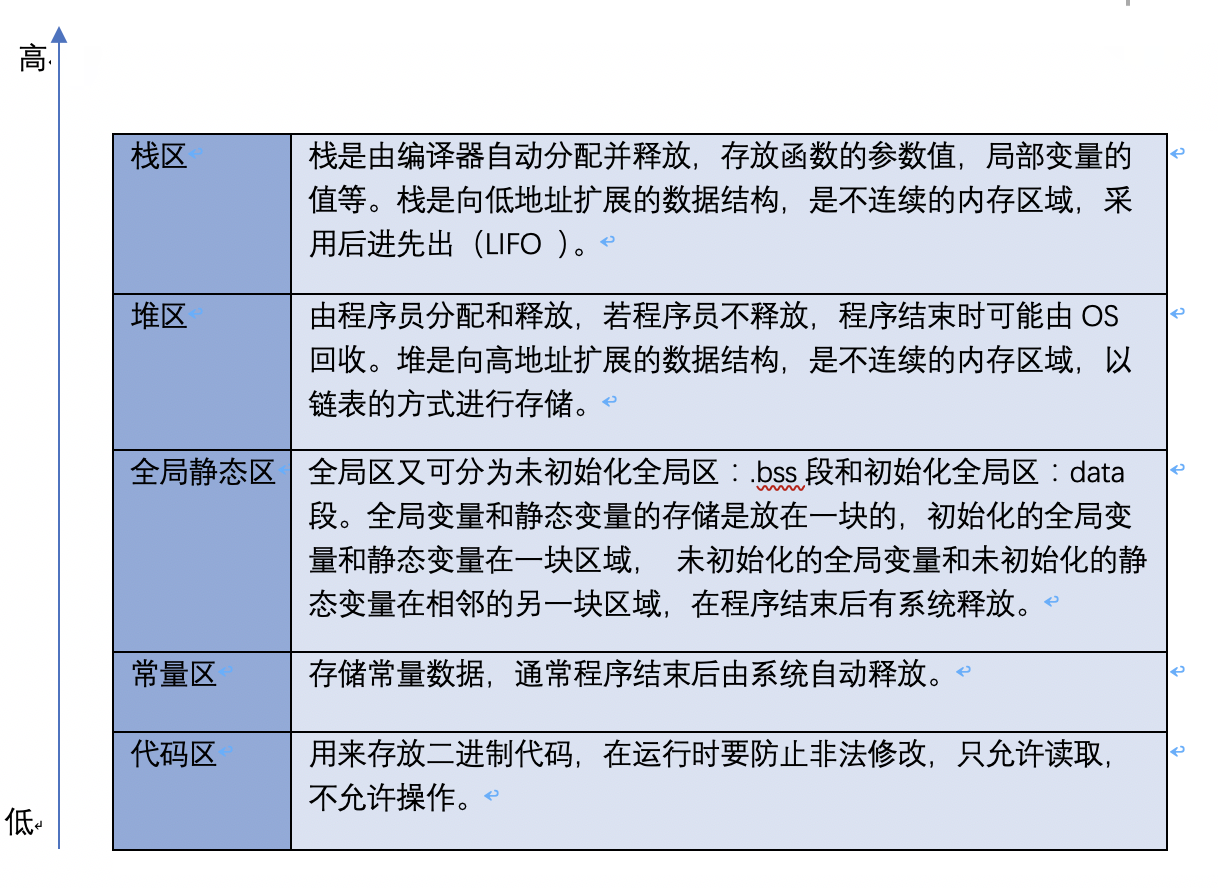 高
栈区
栈是由编译器自动分配并释放，存放函数的参数值，局部变量的
值等。栈是向低地址扩展的数据结构，是不连续的内存区域，采
用后进先出（LIFO ）。
堆区
由程序员分配和释放，若程序员不释放，程序结束时可能由 OS
回收。堆是向高地址扩展的数据结构，是不连续的内存区域，以
链表的方式进行存储。
全局静态区
全局区又可分为未初始化全局区：.bss 段和初始化全局区：data
段。全局变量和静态变量的存储是放在一块的，初始化的全局变
量和静态变量在一块区域， 未初始化的全局变量和未初始化的静
态变量在相邻的另一块区域，在程序结束后有系统释放。
常量区
存储常量数据，通常程序结束后由系统自动释放。
代码区
用来存放二进制代码，在运行时要防止非法修改，只允许读取，
不允许操作。
低